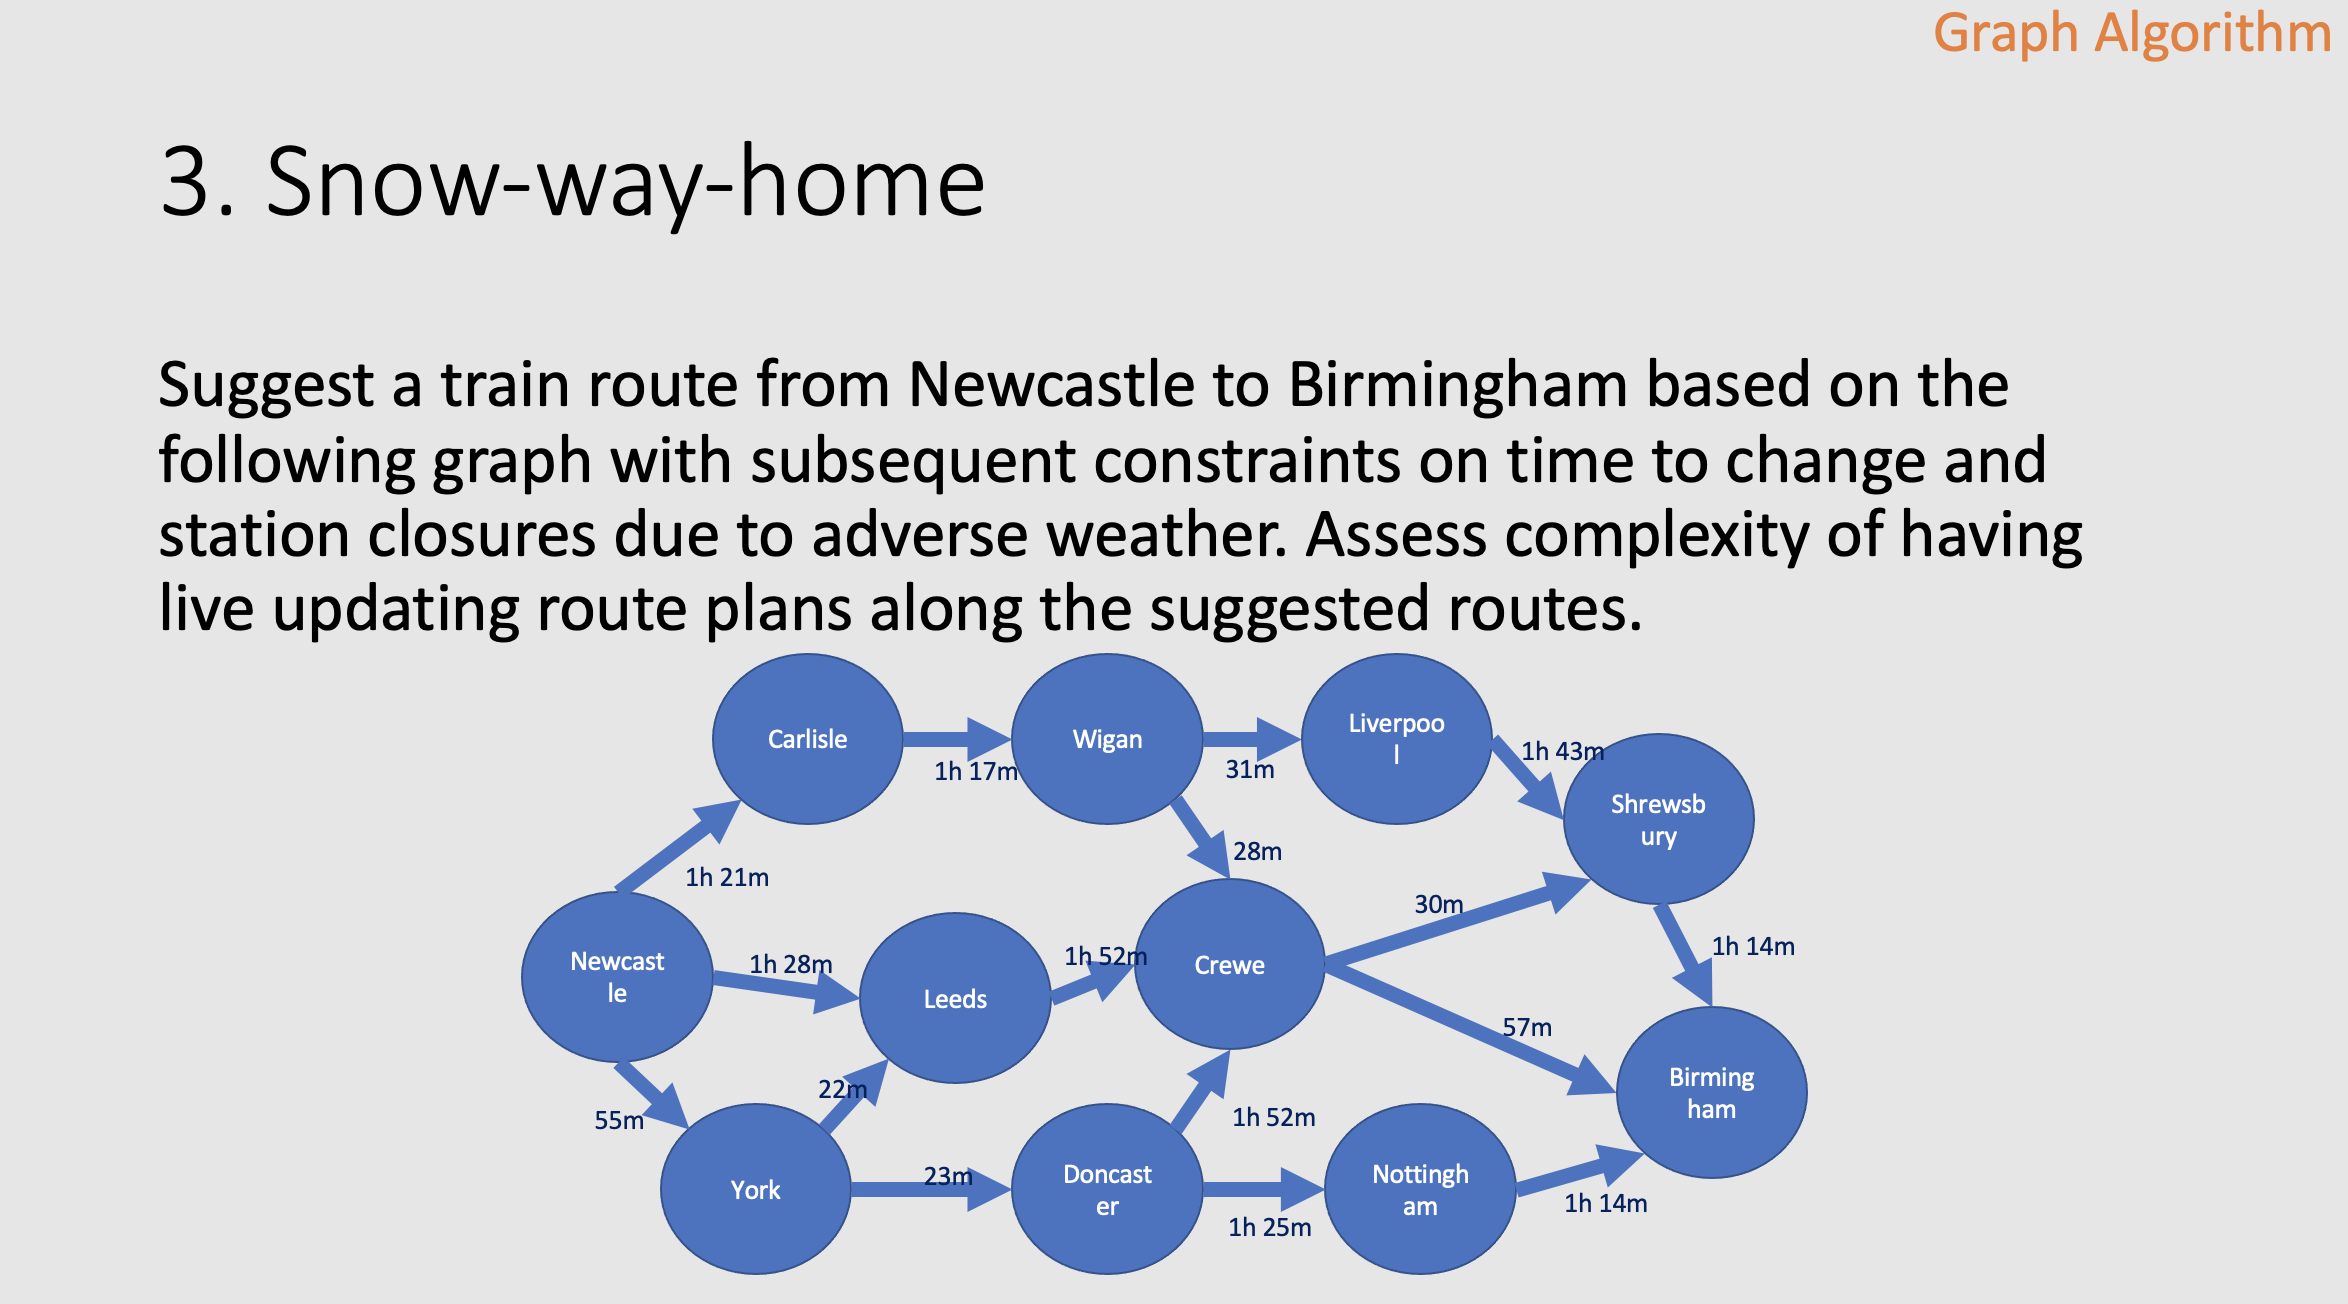 Graph Algorithm
3. Snow-way-home
Suggest a train route from Newcastle to Birmingham based on the
following graph with subsequent constraints on time to change and
station closures due to adverse weather. Assess complexity of having
live updating route plans along the suggested routes.
Carlisle
1h 17m
Wigan
31m
Liverpoo
l
1h 43m
Shrewsb
ury
1h 21m
28m
30m
1h 14m
Newcast
le
1h 28m
Leeds
1h 52m
Crewe
57m
Birming
ham
55m
22m
York
23m
Doncast
er
1h 52m
1h 25m
Nottingh
am
1h 14m